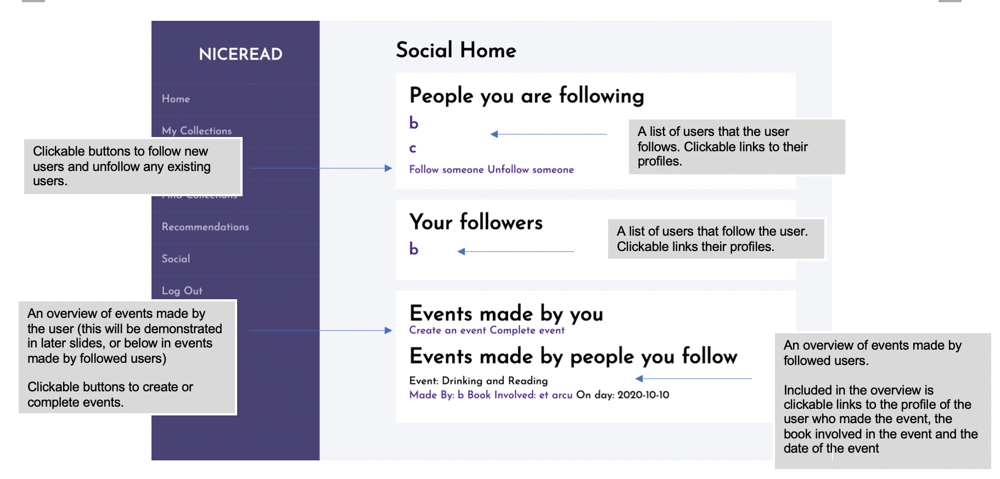 NICEREAD
Home
My Collections
Find Collections
Recommendations
Social
Log Out
Clickable buttons to follow new
users and unfollow any existing
users.
An overview of events made by
the user (this will be demonstrated
in later slides, or below in events
made by followed users)
Clickable buttons to create or
complete events.
Social Home
People you are following
b
c
Follow someone Unfollow someone
A list of users that the user
follows. Clickable links to their
profiles.
Your followers
b
A list of users that follow the user.
Clickable links their profiles.
Events made by you
Create an event Complete event
Events made by people you follow
Event: Drinking and Reading
Made By: b Book Involved: et arcu On day: 2020-10-10
An overview of events made by
followed users.
Included in the overview is
clickable links to the profile of the
user who made the event, the
book involved in the event and the
date of the event